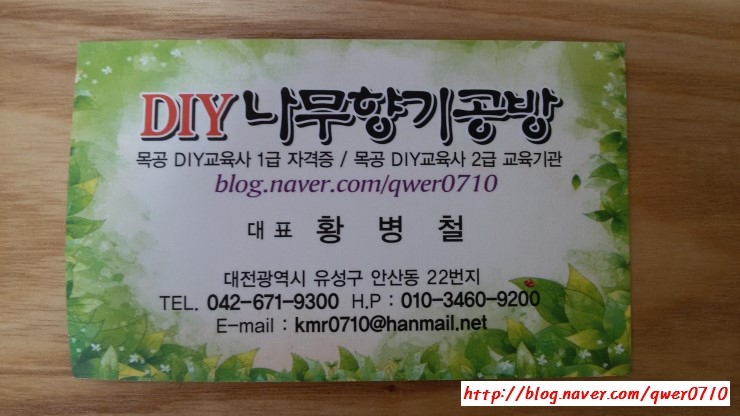 DIY 나무향기공방
목공 DIY교육사 1급 자격증 / 목공 DIY교육사 2급 교육기관
blog.naver.com/qwer0710
대표 황 병 철
대전광역시 유성구 안산동 22번지
TEL. 042-671-9300 H.P : 010-3460-9200
E-mail : kmr0710@hanmail.net
http://blog.naver.com/qwer0710